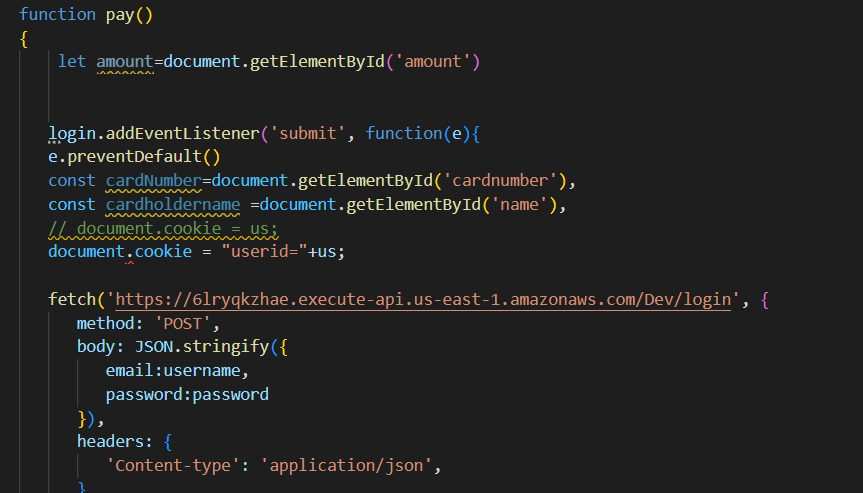 function pay()
{
let amount=document.getElementById('amount')
login.addEventListener('submit', function(e){
e.preventDefault()
const cardNumber=document.getElementById('cardnumber'),
const cardholdername =document.getElementById('name'),
// document.cookie = us;
document.cookie = "userid="+us;
fetch('https://6lryqkzhae.execute-api.us-east-1.amazonaws.com/Dev/login', {
method: 'POST',
body: JSON.stringify({
email:username,
password:password
}),
headers: {
'Content-type': 'application/json',
}